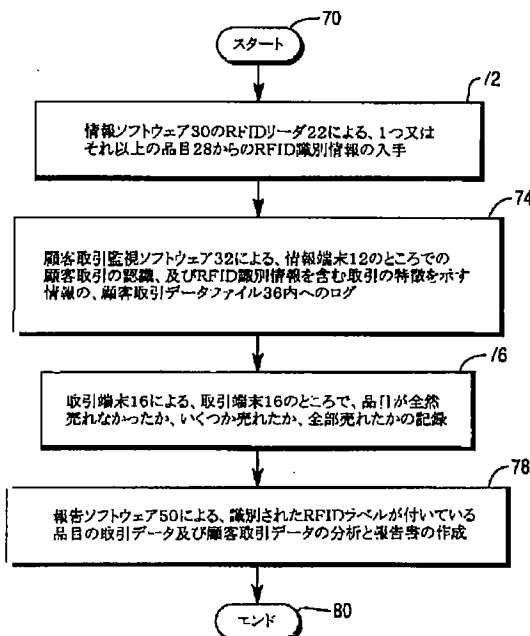 70
スタート
72
情報ソフトウェア30のRFIDリーダ22による、1つ又は
それ以上の品目28からのRFID識別情報の入手
74
顧客取引監視ソフトウェア32による、情報端末12のところでの
顧客取引の認識、及びRFID識別情報を含む取引の特徴を示す
情報の、顧客取引データファイル36内へのログ
76
取引端末16による、取引端末16のところで、品目が全然
売れなかったか、いくつか売れたか、全部売れたかの記録
78
報告ソフトウェア50による、識別されたRFIDラベルが付いている
品目の取引データ及び顧客取引データの分析と報告書の作成
エンド
80